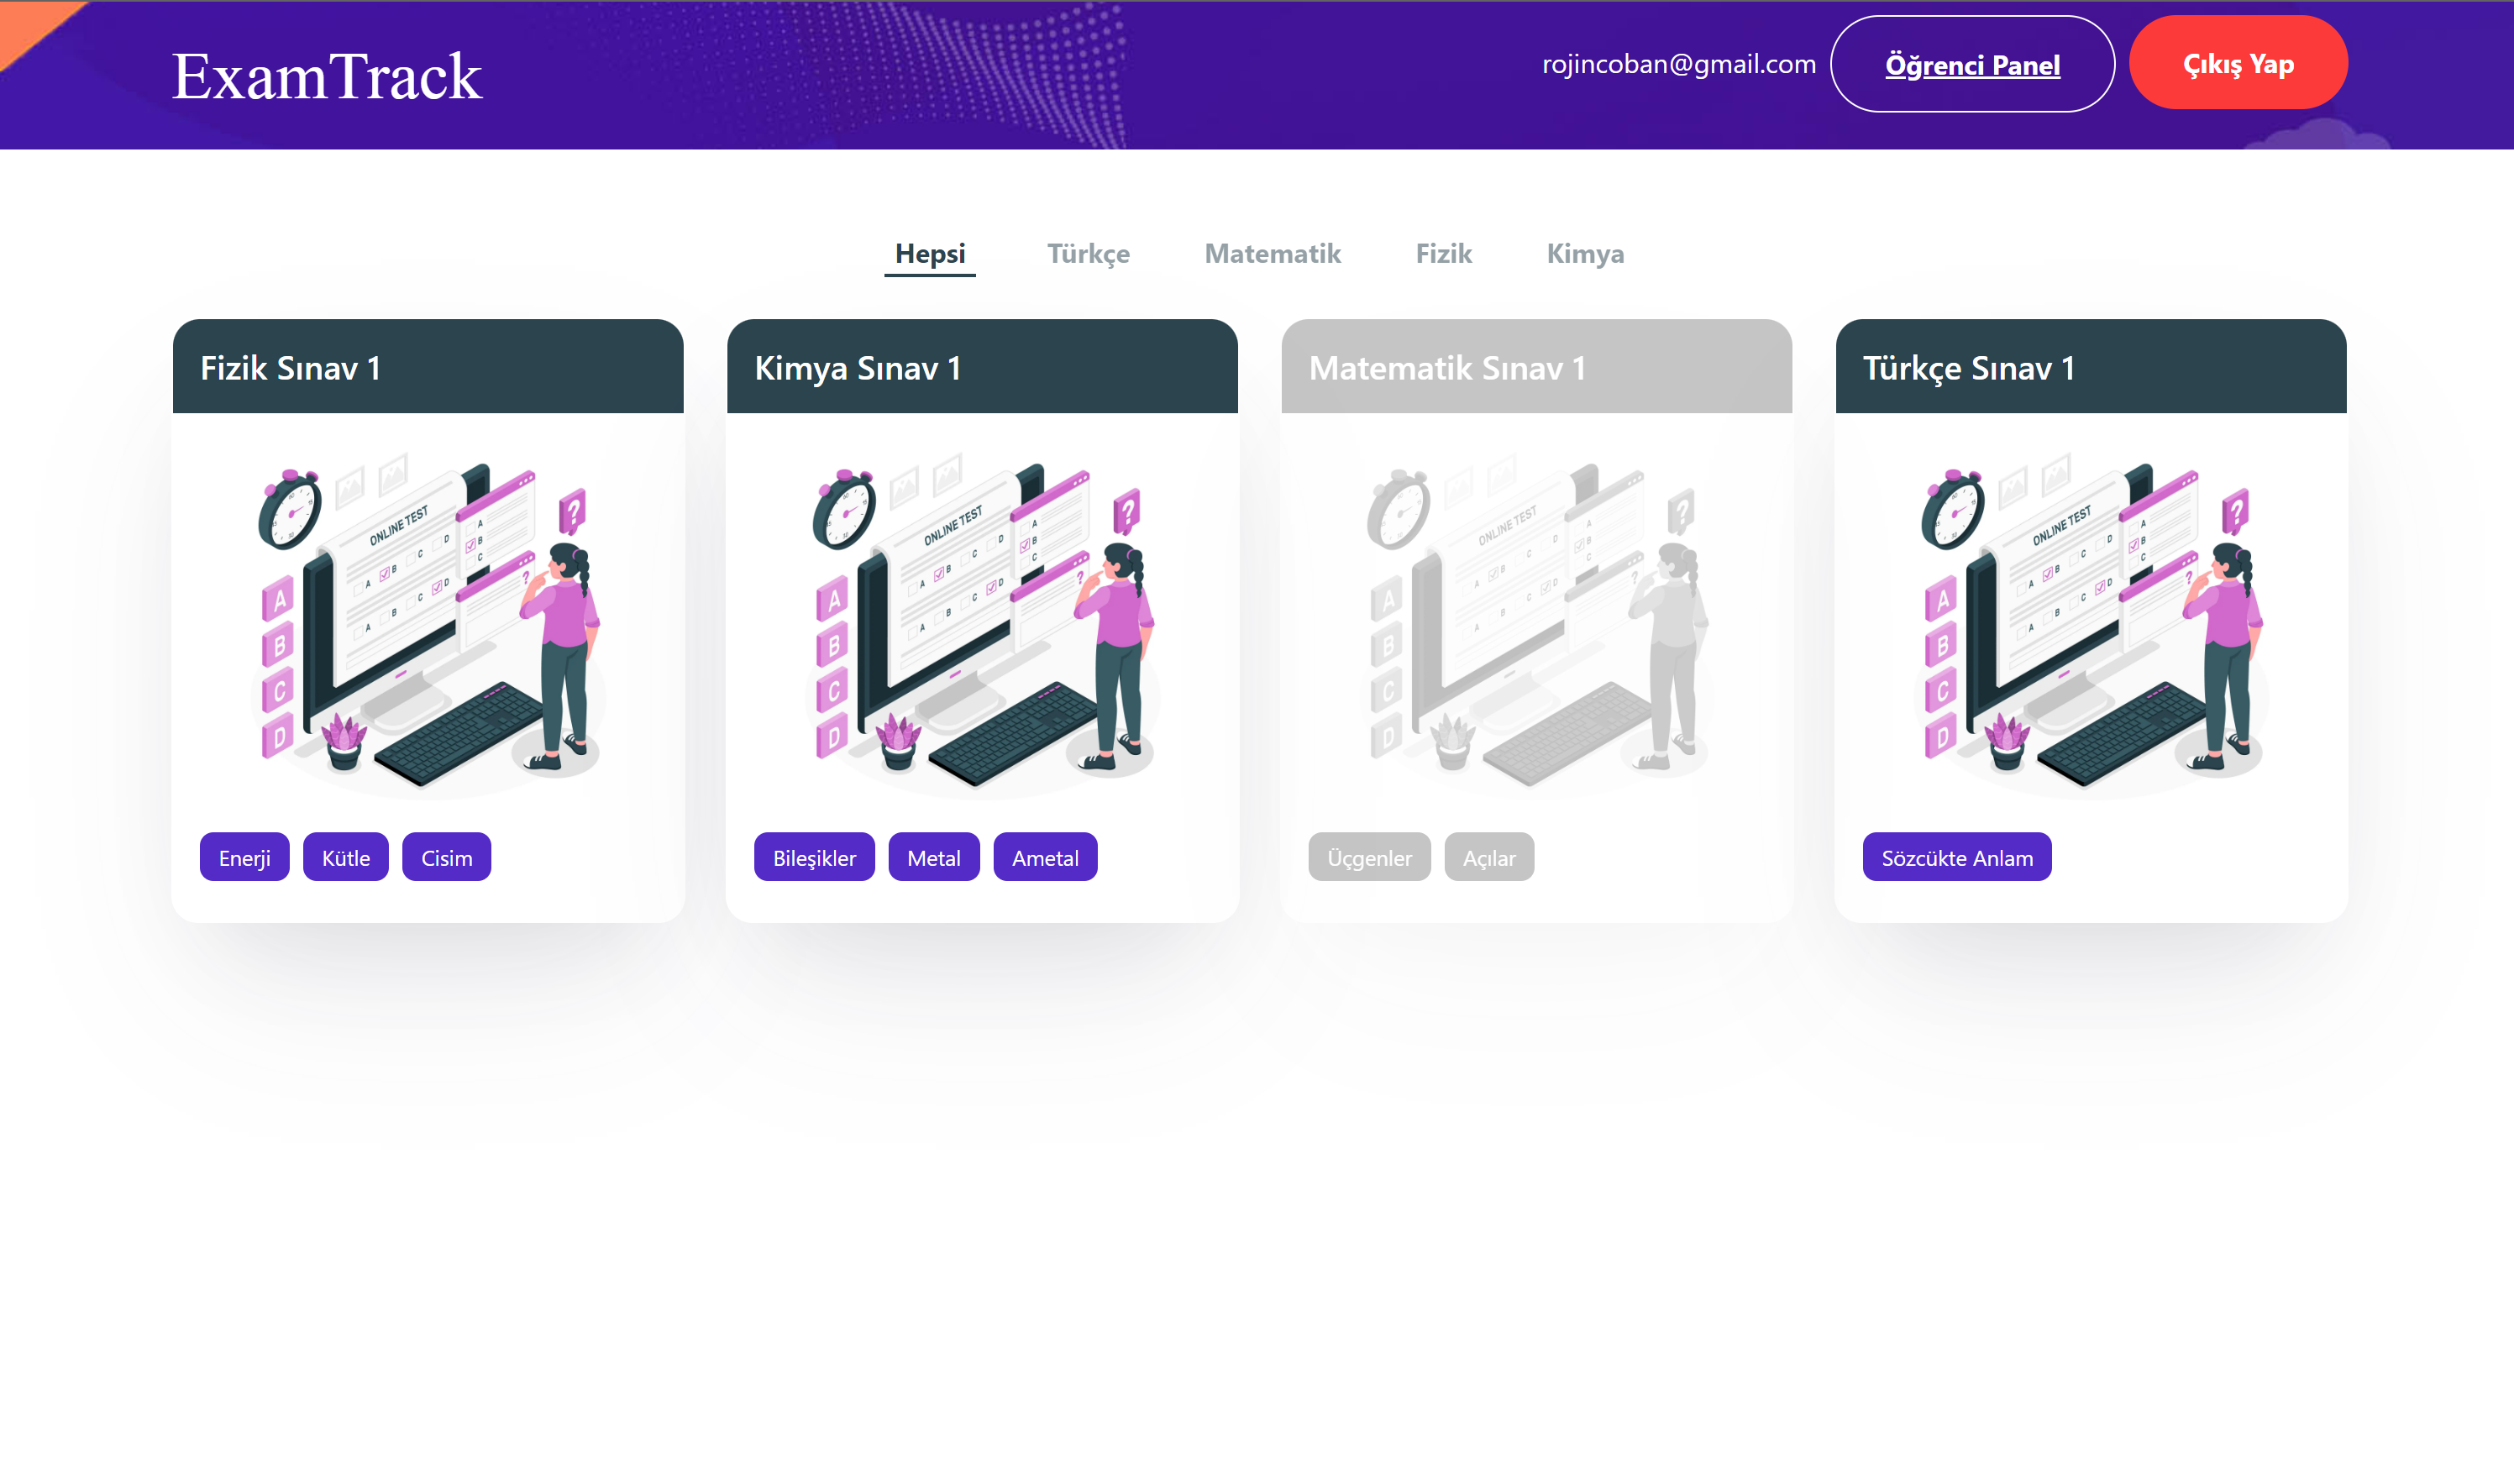 ExamTrack
rojincoban@gmail.com
Öğrenci Panel
Çıkış Yap
Hepsi
Türkçe
Matematik
Fizik
Kimya
Fizik Sınav 1
ONLINE TEST
A B C D
A B C D
A
B
C
?
?
A
B
C
D
Enerji
Kütle
Cisim
Kimya Sınav 1
ONLINE TEST
A B C D
A B C D
A
B
C
?
?
A
B
C
D
Bileşikler
Metal
Ametal
Matematik Sınav 1
ONLINE TEST
A B C D
A B C D
A
B
C
?
?
A
B
C
D
Üçgenler
Açılar
Türkçe Sınav 1
ONLINE TEST
A B C D
A B C D
A
B
C
?
?
A
B
C
D
Sözcükte Anlam